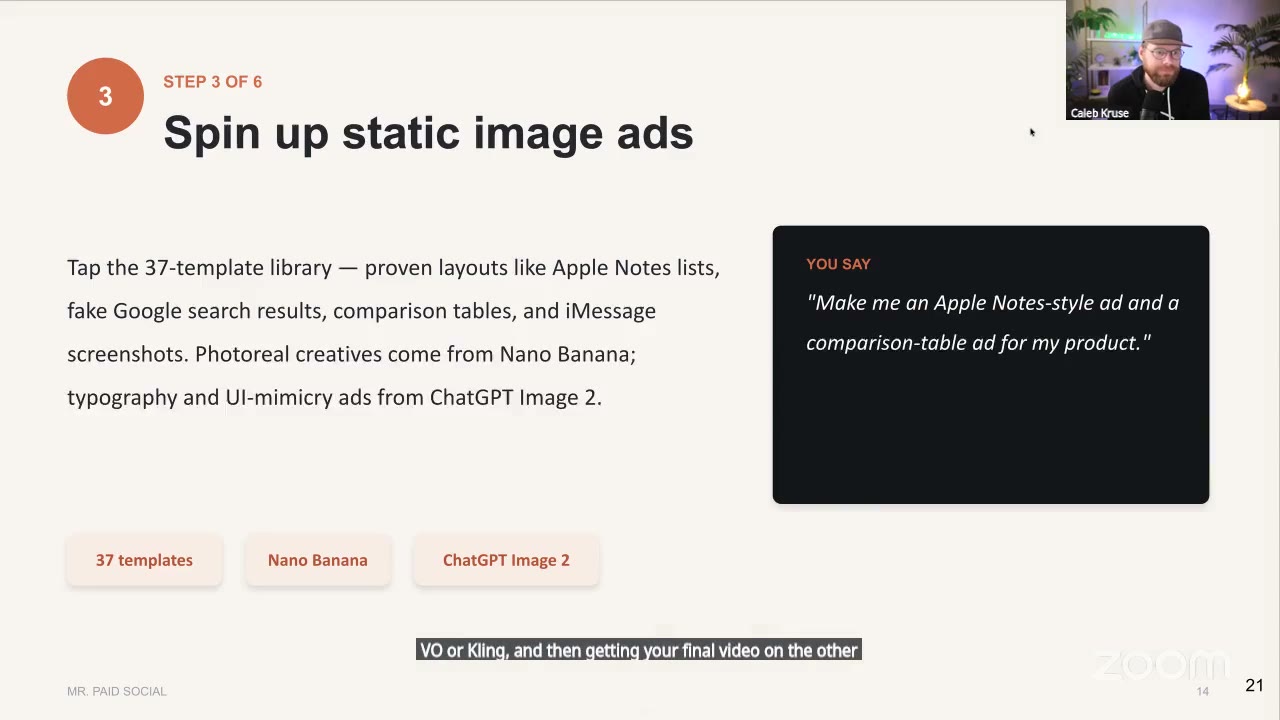 3
STEP 3 OF 6
Spin up static image ads
Caleb Kruse
Tap the 37-template library — proven layouts like Apple Notes lists,
fake Google search results, comparison tables, and iMessage
screenshots. Photoreal creatives come from Nano Banana;
typography and UI-mimicry ads from ChatGPT Image 2.
YOU SAY
"Make me an Apple Notes-style ad and a
comparison-table ad for my product."
37 templates
Nano Banana
ChatGPT Image 2
VO or Kling, and then getting your final video on the other
zoom
MR. PAID SOCIAL
14
21